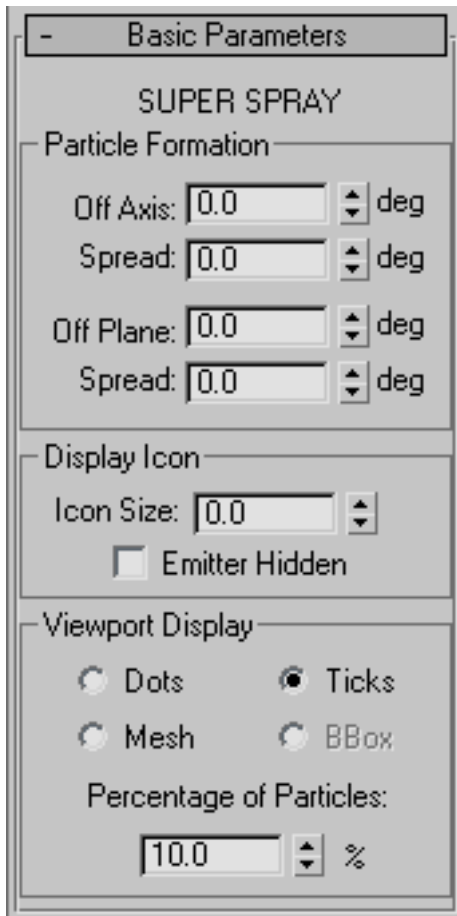 - Basic Parameters
SUPER SPRAY
Particle Formation
Off Axis: 0.0 deg
Spread: 0.0 deg
Off Plane: 0.0 deg
Spread: 0.0 deg
Display Icon
Icon Size: 0.0
Emitter Hidden
Viewport Display
Dots Ticks
Mesh BBox
Percentage of Particles:
10.0 %